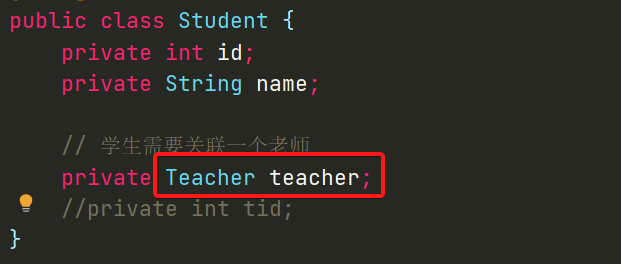 public class Student {
private int id;
private String name;
// 学生需要关联一个老师
private Teacher teacher;
//private int tid;
}